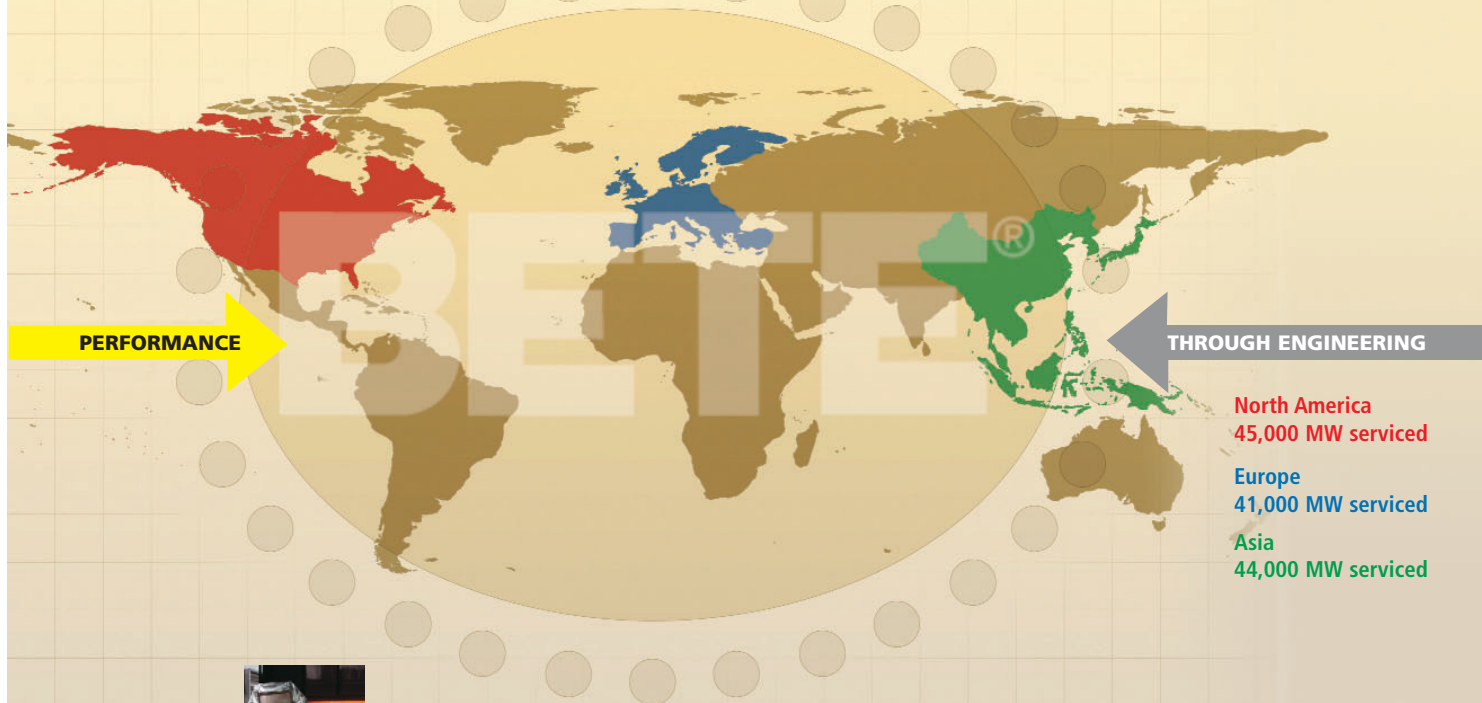 BETE®
PERFORMANCE
THROUGH ENGINEERING
North America
45,000 MW serviced
Europe
41,000 MW serviced
Asia
44,000 MW serviced